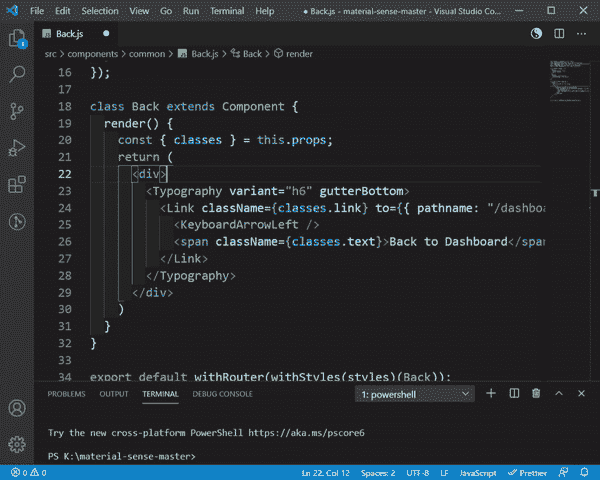 File Edit Selection View Go Run Terminal Help ● Back.js - material-sense-master - Visual Studio Co...
Back.js ●
src > components > common > Back.js > Back > render
16 });
17
18 class Back extends Component {
19 render() {
20 const { classes } = this.props;
21 return (
22 <div>
23 <Typography variant="h6" gutterBottom>
24 <Link className={classes.link} to={{ pathname: "/dashbo
25 <KeyboardArrowLeft />
26 <span className={classes.text}>Back to Dashboard</span
27 </Link>
28 </Typography>
29 </div>
30 )
31 }
32 }
33
34 export default withRouter(withStyles(styles)(Back));
PROBLEMS OUTPUT TERMINAL DEBUG CONSOLE 1: powershell
Try the new cross-platform PowerShell https://aka.ms/pscore6
PS K:\material-sense-master>
0 0 Ln 22, Col 12 Spaces: 2 UTF-8 LF JavaScript Prettier